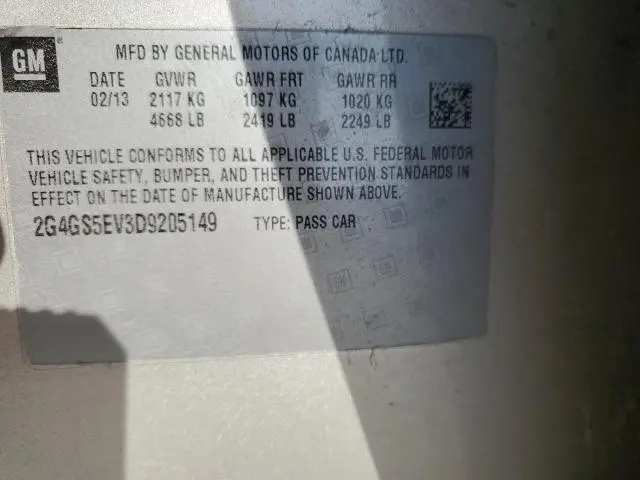 GM
MFD BY GENERAL MOTORS OF CANADA LTD.
DATE GVWR GAWR FRT GAWR RR
02/13 2117 KG 1097 KG 1020 KG
4668 LB 2419 LB 2249 LB
THIS VEHICLE CONFORMS TO ALL APPLICABLE U.S. FEDERAL MOTOR
VEHICLE SAFETY, BUMPER, AND THEFT PREVENTION STANDARDS IN
EFFECT ON THE DATE OF MANUFACTURE SHOWN ABOVE.
2G4GS5EV3D9205149 TYPE: PASS CAR